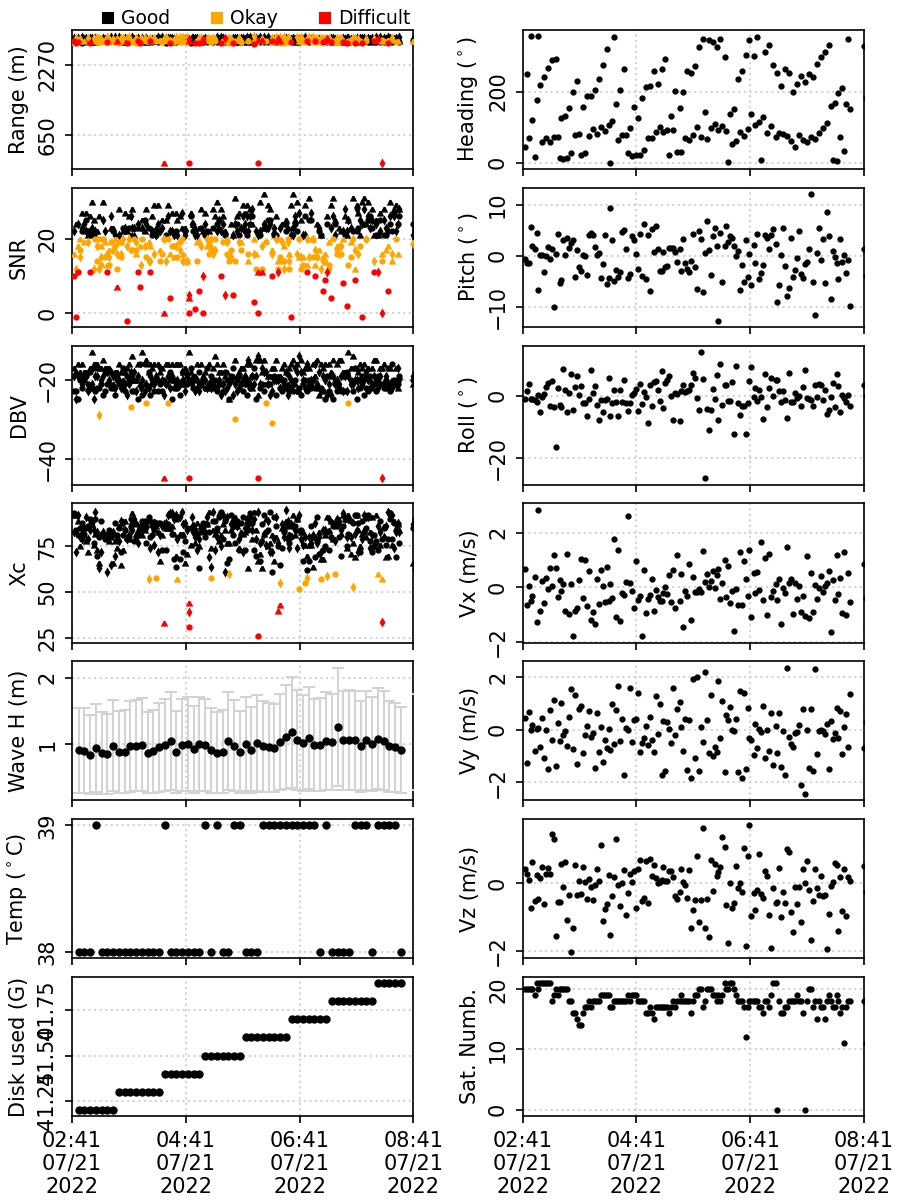 Good Okay Difficult
Range (m)
2270
650
Heading (°)
200
0
SNR
20
0
Pitch (°)
10
0
−10
DBV
−20
−40
Roll (°)
0
−20
Xc
75
50
25
Vx (m/s)
2
0
−2
Wave H (m)
2
1
Vy (m/s)
2
0
−2
Temp (°C)
39
38
Vz (m/s)
0
−2
Disk used (G)
41.75
41.50
41.25
Sat. Numb.
20
10
0
02:41 04:41 06:41 08:41
07/21 07/21 07/21 07/21
2022 2022 2022 2022
02:41 04:41 06:41 08:41
07/21 07/21 07/21 07/21
2022 2022 2022 2022